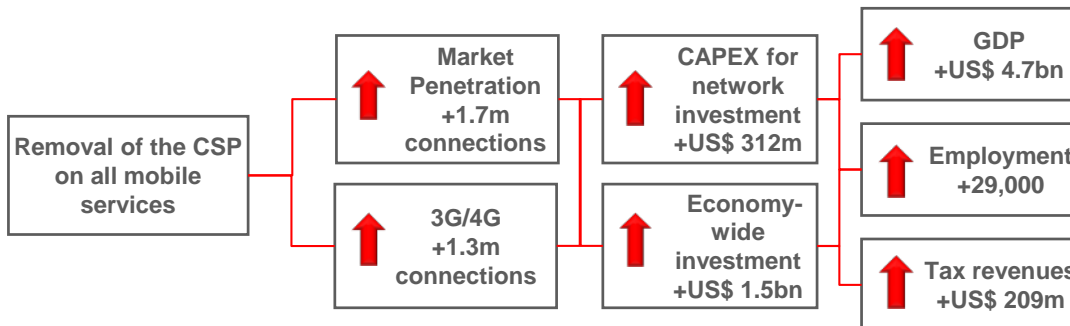 Removal of the CSP
on all mobile
services
Market
Penetration
+1.7m
connections
3G/4G
+1.3m
connections
CAPEX for
network
investment
+US$ 312m
Economy-
wide
investment
+US$ 1.5bn
GDP
+US$ 4.7bn
Employment
+29,000
Tax revenues
+US$ 209m